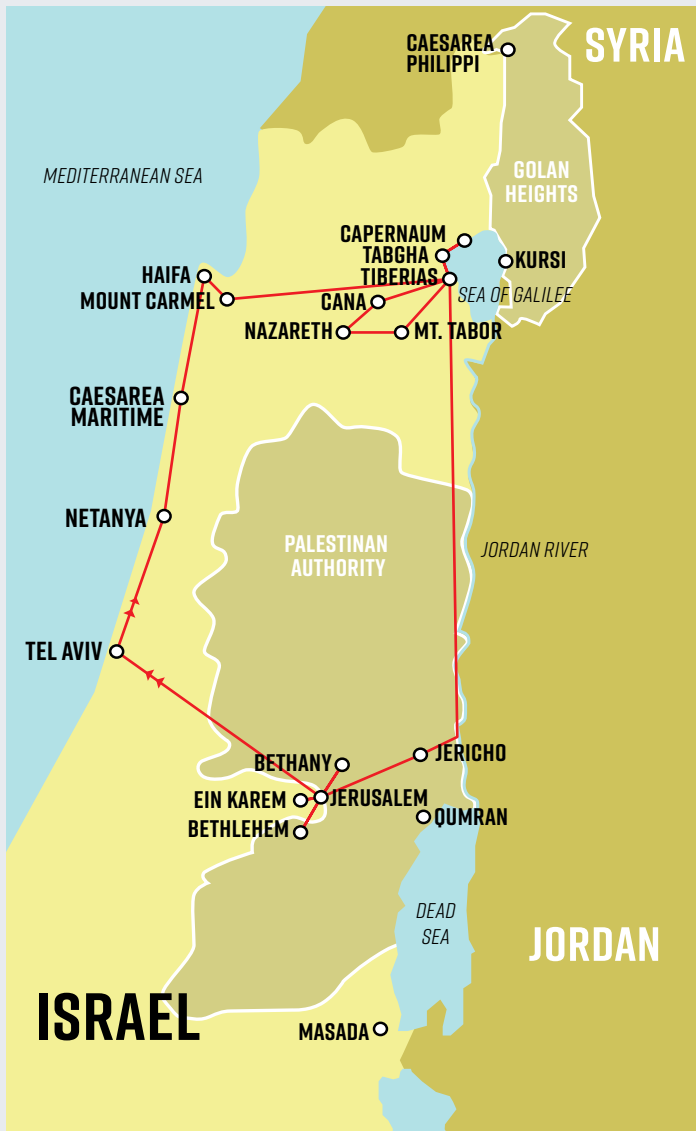 CAESAREA
PHILIPPI
SYRIA
MEDITERRANEAN SEA
GOLAN
HEIGHTS
CAPERNAUM
TABGHA
KURSI
HAIFA
TIBERIAS
SEA OF GALILEE
MOUNT CARMEL
CANA
NAZARETH
MT. TABOR
CAESAREA
MARITIME
NETANYA
PALESTINAN
AUTHORITY
JORDAN RIVER
TEL AVIV
BETHANY
JERICHO
EIN KAREM
JERUSALEM
BETHLEHEM
QUMRAN
DEAD
SEA
JORDAN
ISRAEL
MASADA